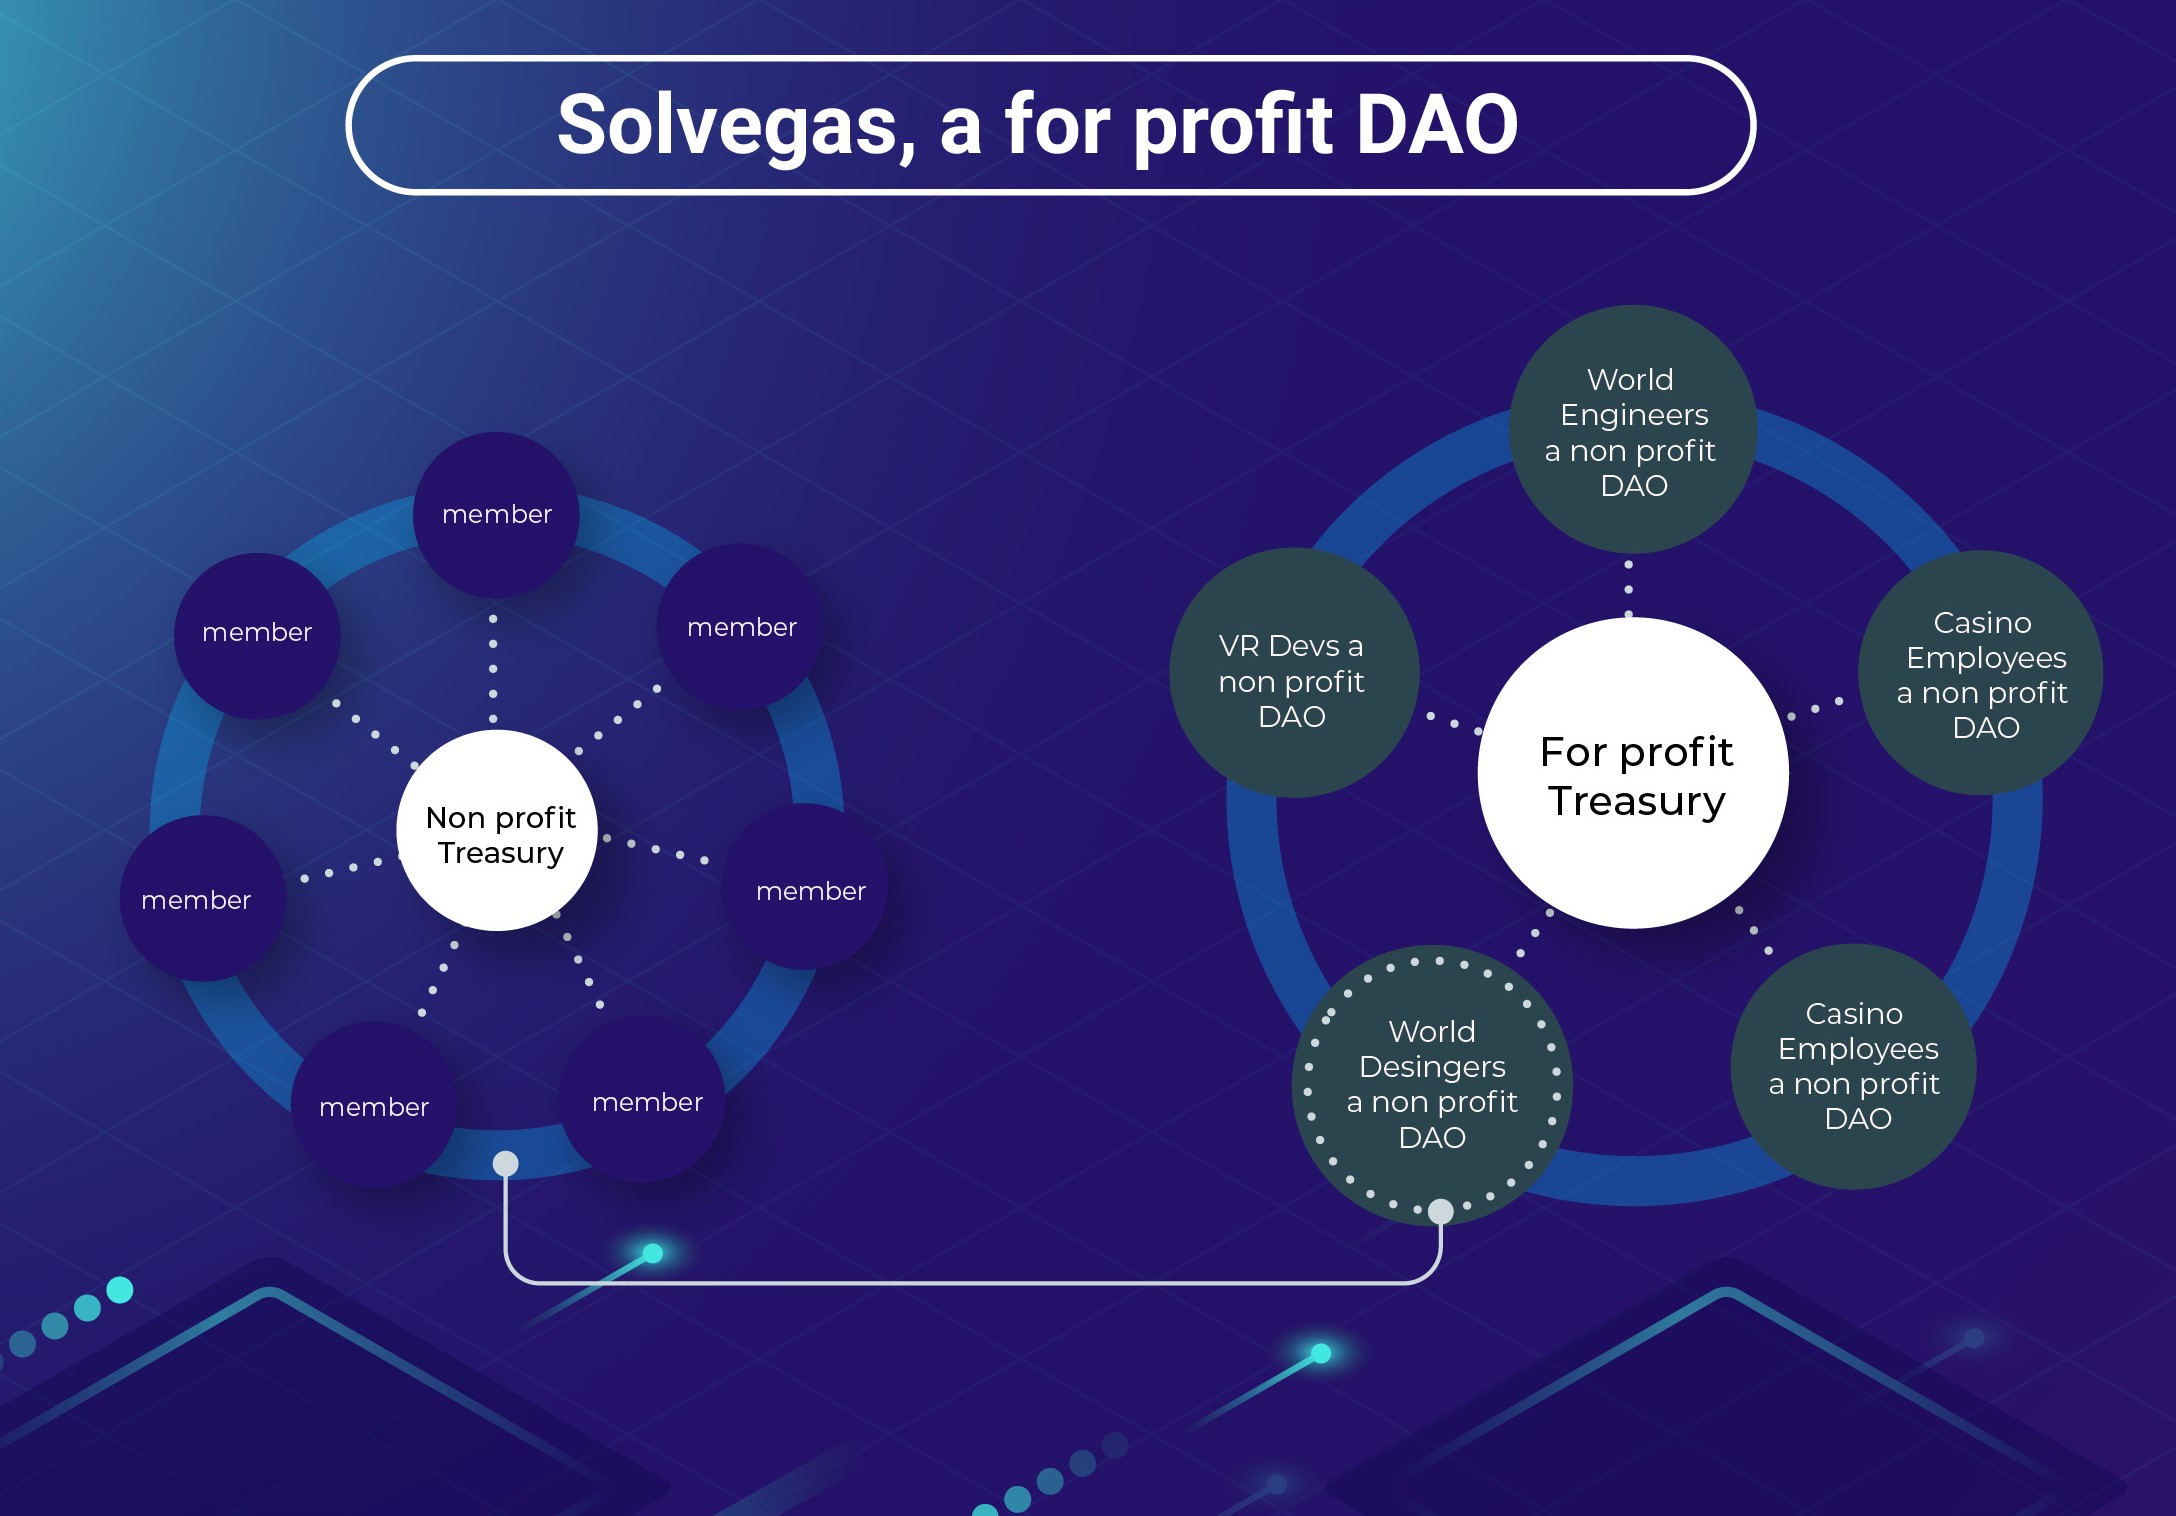 Solvegas, a for profit DAO
member
member
member
member
member
member
member
Non profit
Treasury
World
Engineers
a non profit
DAO
VR Devs a
non profit
DAO
Casino
Employees
a non profit
DAO
For profit
Treasury
World
Desingers
a non profit
DAO
Casino
Employees
a non profit
DAO